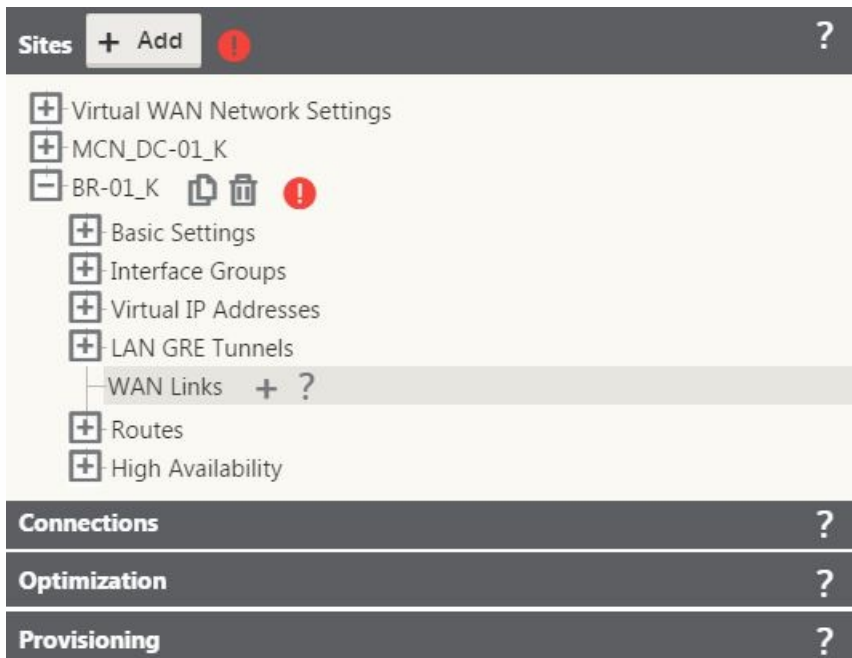 Sites + Add ! ?
Virtual WAN Network Settings
MCN_DC-01_K
BR-01_K !
Basic Settings
Interface Groups
Virtual IP Addresses
LAN GRE Tunnels
WAN Links + ?
Routes
High Availability
Connections ?
Optimization ?
Provisioning ?